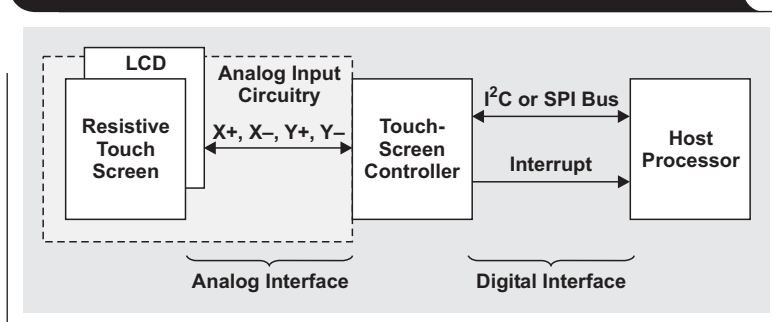 LCD
Resistive
Touch
Screen
Analog Input
Circuitry
X+, X–, Y+, Y–
Touch-
Screen
Controller
I²C or SPI Bus
Interrupt
Host
Processor
Analog Interface
Digital Interface